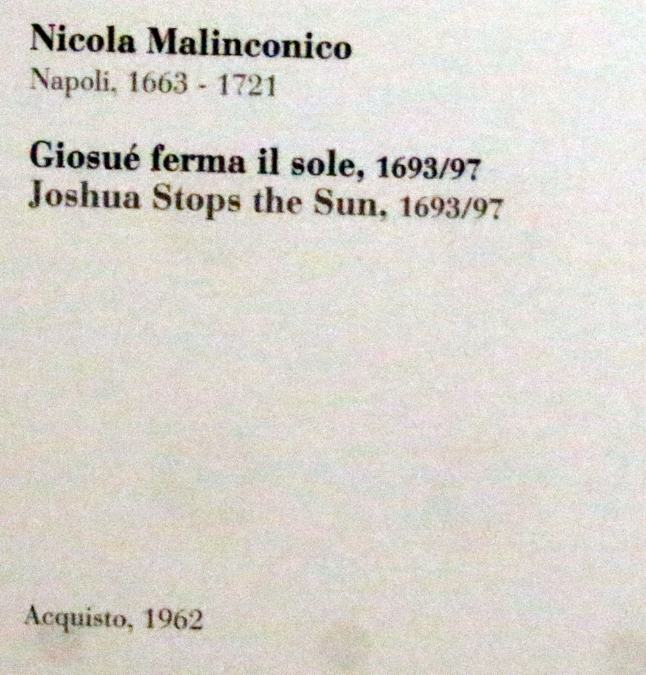 Nicola Malinconico
Napoli, 1663 - 1721
Giosué ferma il sole, 1693/97
Joshua Stops the Sun, 1693/97
Acquisto, 1962